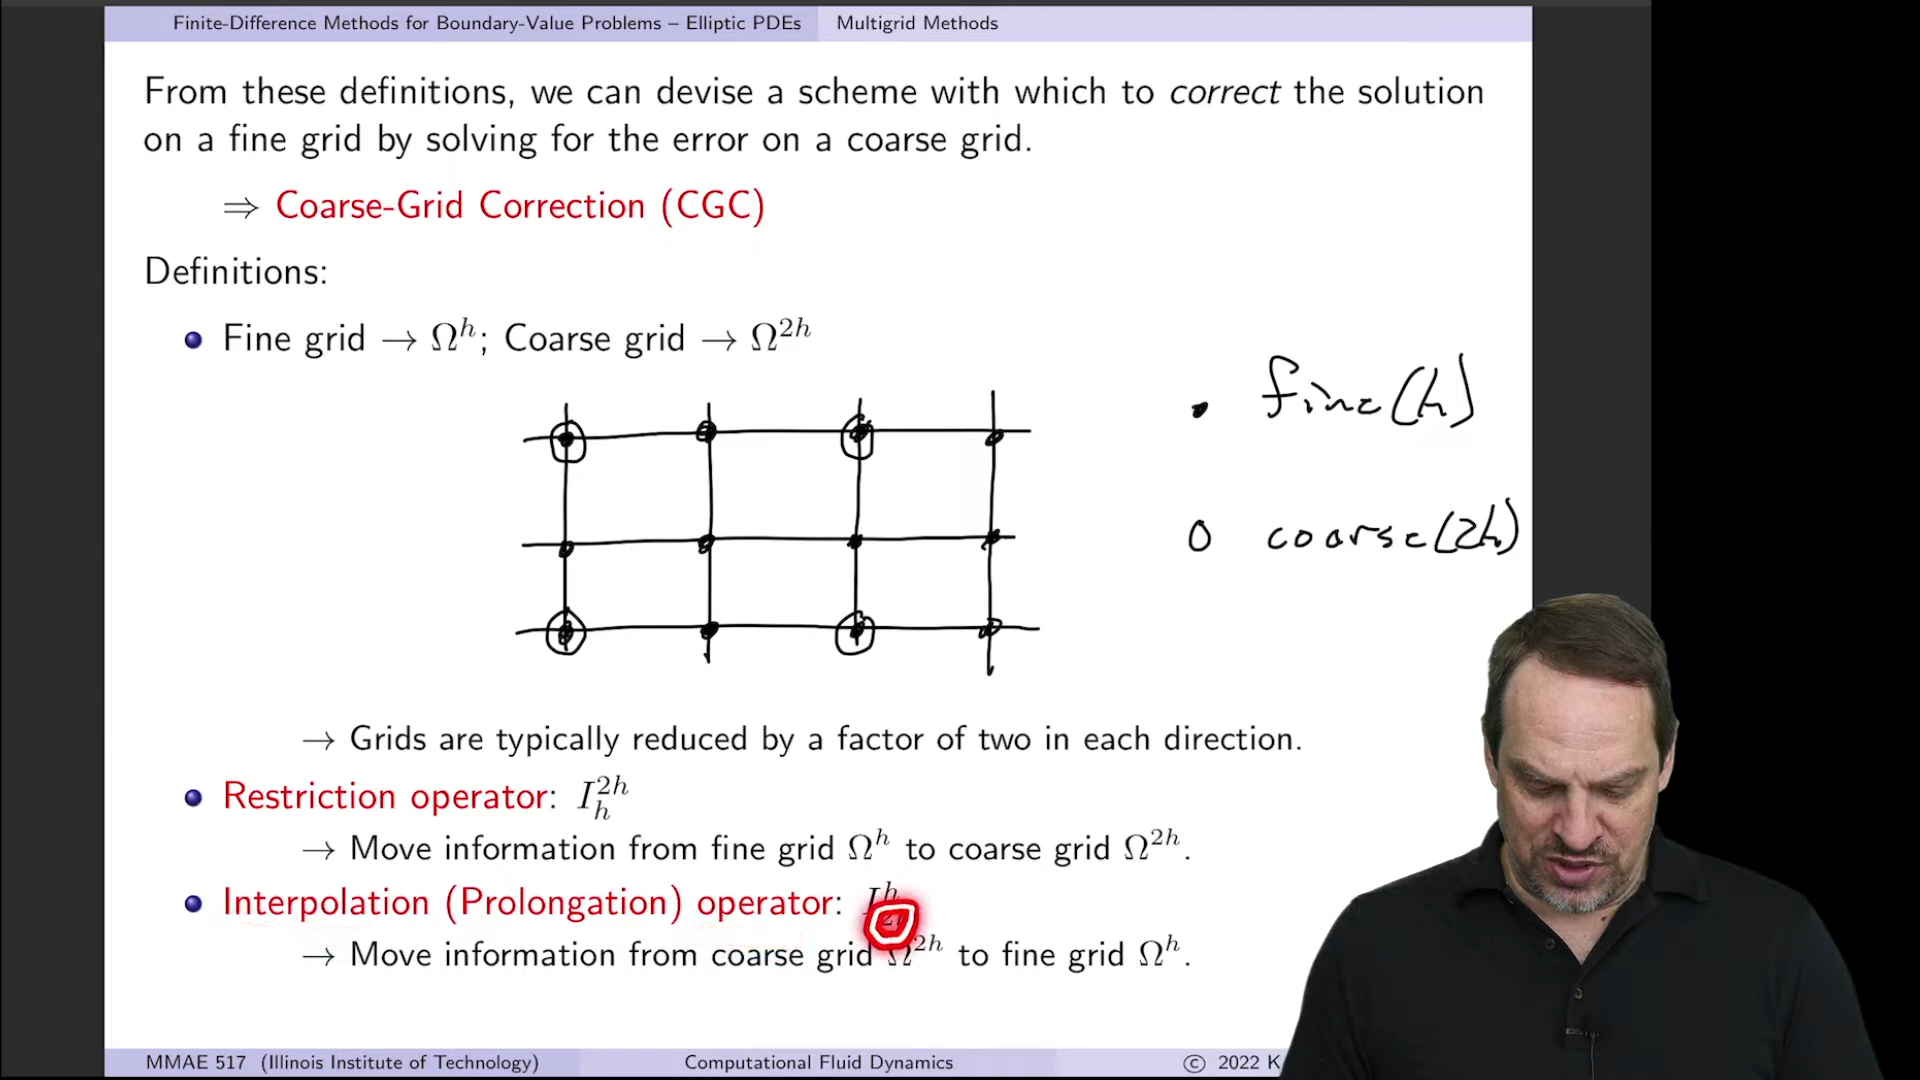 Finite-Difference Methods for Boundary-Value Problems – Elliptic PDEs Multigrid Methods
From these definitions, we can devise a scheme with which to correct the solution
on a fine grid by solving for the error on a coarse grid.
⇒ Coarse-Grid Correction (CGC)
Definitions:
• Fine grid → Ω^h; Coarse grid → Ω^{2h}
• fine(h)
O coarse(2h)
→ Grids are typically reduced by a factor of two in each direction.
• Restriction operator: I_h^{2h}
→ Move information from fine grid Ω^h to coarse grid Ω^{2h}.
• Interpolation (Prolongation) operator:
→ Move information from coarse grid Ω^{2h} to fine grid Ω^h.
MMAE 517 (Illinois Institute of Technology) Computational Fluid Dynamics © 2022 K